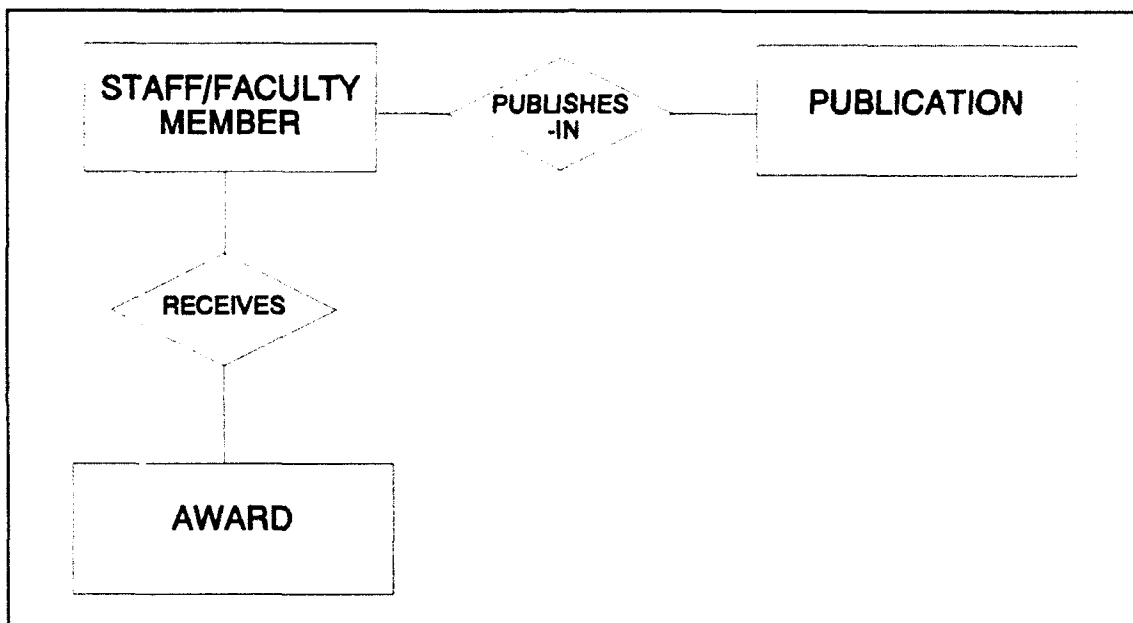 STAFF/FACULTY
MEMBER
PUBLISHES
-IN
PUBLICATION
RECEIVES
AWARD